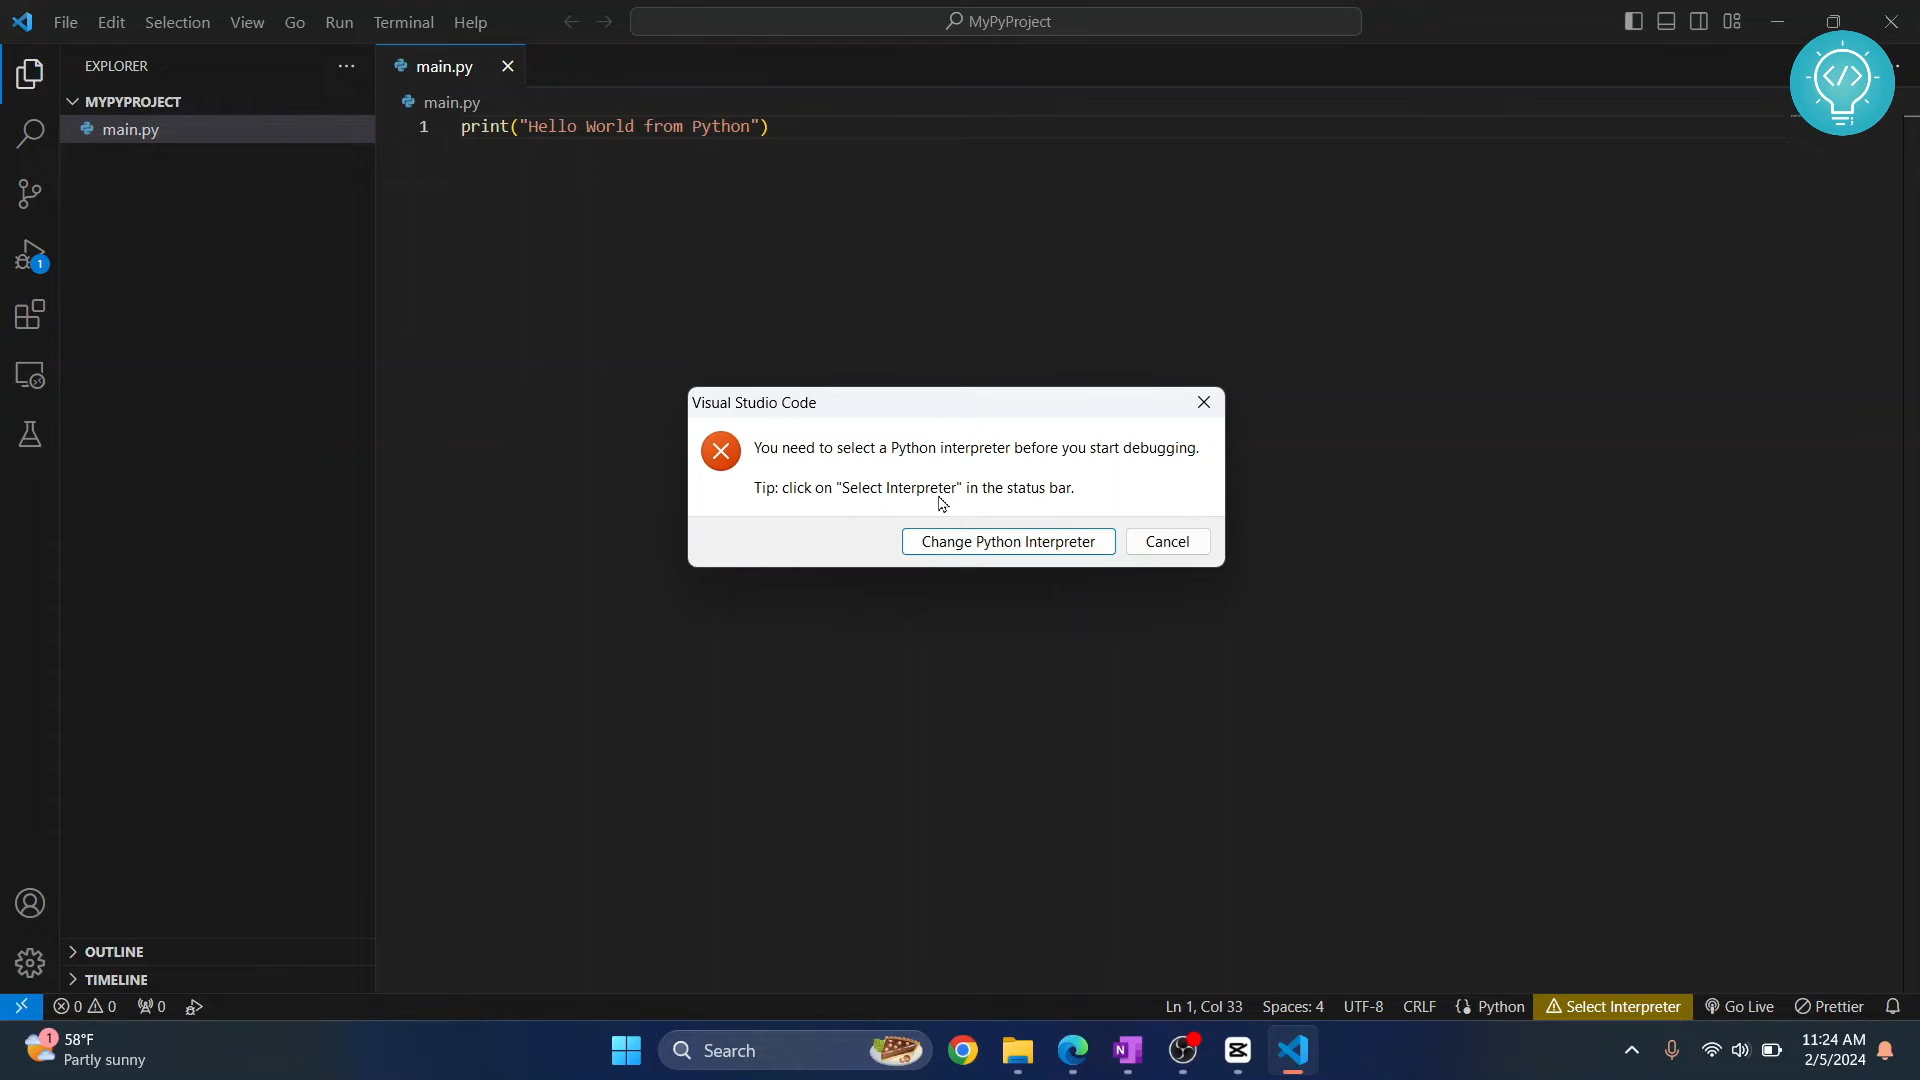 File Edit Selection View Go Run Terminal Help
MyPyProject
EXPLORER
main.py
MYPYPROJECT
main.py
main.py
1 print("Hello World from Python")
1
Visual Studio Code
You need to select a Python interpreter before you start debugging.
Tip: click on "Select Interpreter" in the status bar.
Change Python Interpreter
Cancel
OUTLINE
TIMELINE
0 0 0
Ln 1, Col 33 Spaces: 4 UTF-8 CRLF {} Python Select Interpreter Go Live Prettier
1
58°F
Partly sunny
Search
11:24 AM
2/5/2024